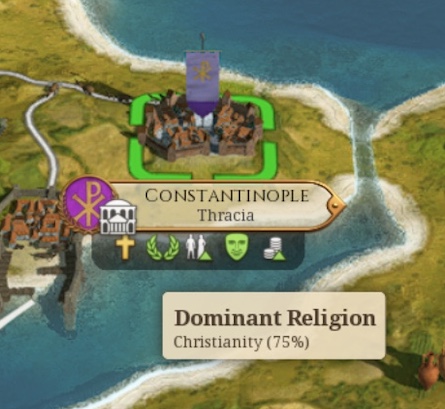 CONSTANTINOPLE
Thracia
Dominant Religion
Christianity (75%)